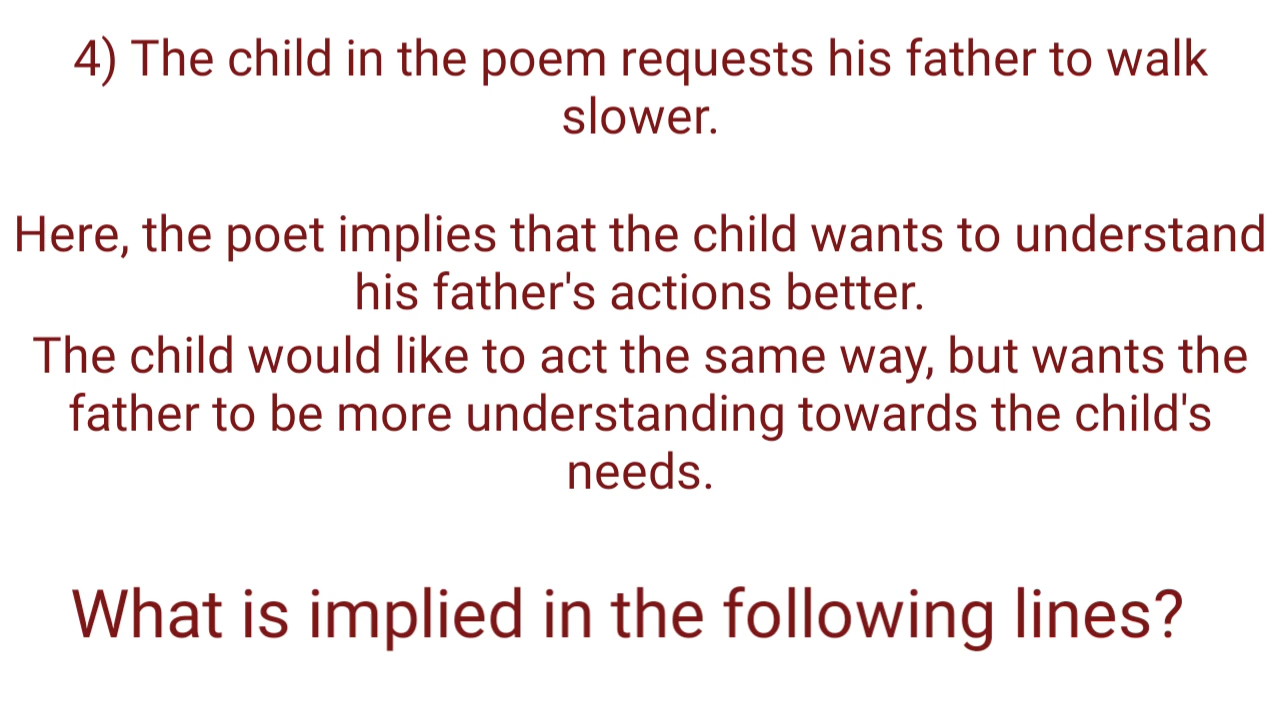 4) The child in the poem requests his father to walk
slower.
Here, the poet implies that the child wants to understand
his father's actions better.
The child would like to act the same way, but wants the
father to be more understanding towards the child's
needs.
What is implied in the following lines?